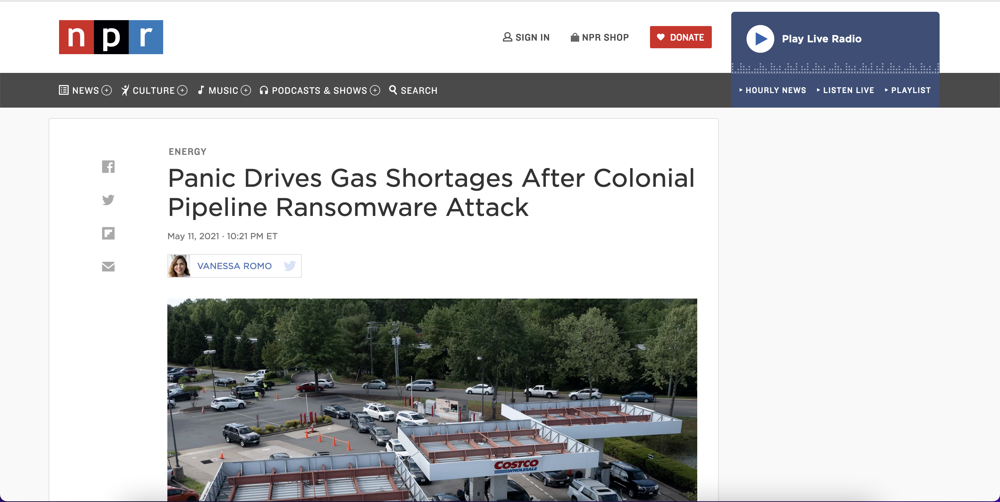 npr
SIGN IN
NPR SHOP
DONATE
Play Live Radio
NEWS
CULTURE
MUSIC
PODCASTS & SHOWS
SEARCH
HOURLY NEWS
LISTEN LIVE
PLAYLIST
ENERGY
Panic Drives Gas Shortages After Colonial
Pipeline Ransomware Attack
May 11, 2021 · 10:21 PM ET
VANESSA ROMO
COSTCO
WHOLESALE